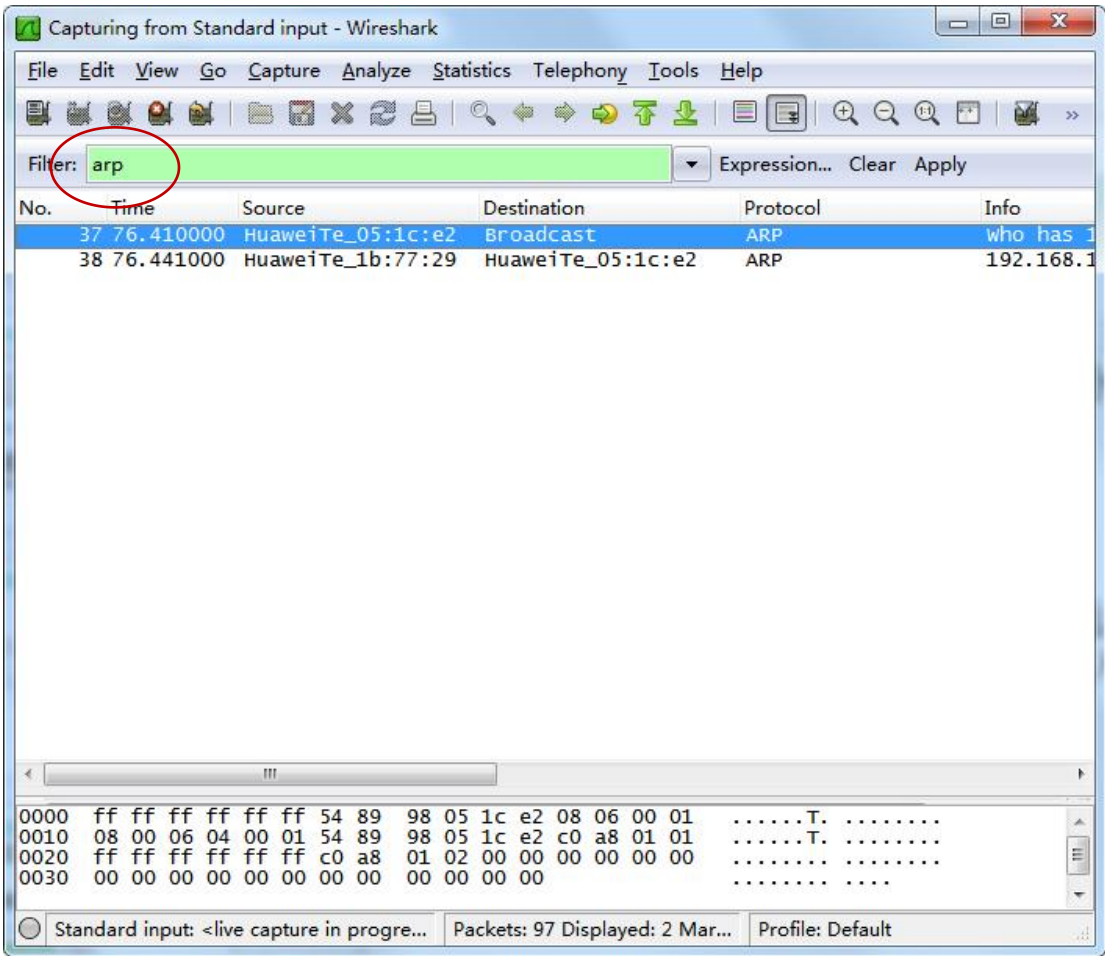 Capturing from Standard input - Wireshark
File Edit View Go Capture Analyze Statistics Telephony Tools Help
Filter: arp Expression... Clear Apply
No. Time Source Destination Protocol Info
37 76.410000 HuaweiTe_05:1c:e2 Broadcast ARP Who has 1
38 76.441000 HuaweiTe_1b:77:29 HuaweiTe_05:1c:e2 ARP 192.168.1
0000 ff ff ff ff ff ff 54 89 98 05 1c e2 08 06 00 01 ......T. ........
0010 08 00 06 04 00 01 54 89 98 05 1c e2 c0 a8 01 01 ......T. ........
0020 ff ff ff ff ff ff c0 a8 01 02 00 00 00 00 00 00 ........ ........
0030 00 00 00 00 00 00 00 00 00 00 00 00 ........ ....
Standard input: <live capture in progre... Packets: 97 Displayed: 2 Mar... Profile: Default